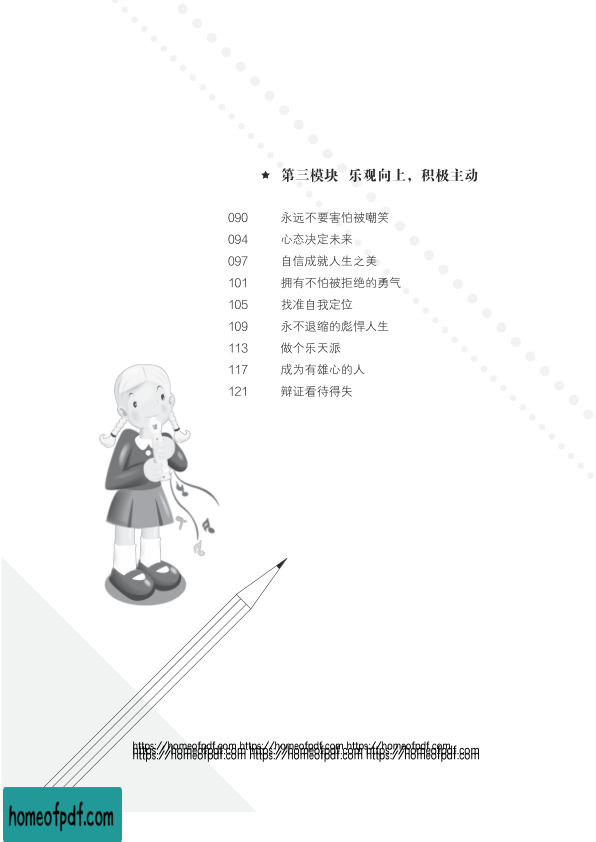 ★ 第三模块 乐观向上，积极主动
090 永远不要害怕被嘲笑
094 心态决定未来
097 自信成就人生之美
101 拥有不怕被拒绝的勇气
105 找准自我定位
109 永不退缩的彪悍人生
113 做个乐天派
117 成为有雄心的人
121 辩证看待得失
https://homeofpdf.com https://homeofpdf.com https://homeofpdf.com
https://homeofpdf.com https://homeofpdf.com https://homeofpdf.com
homeofpdf.com